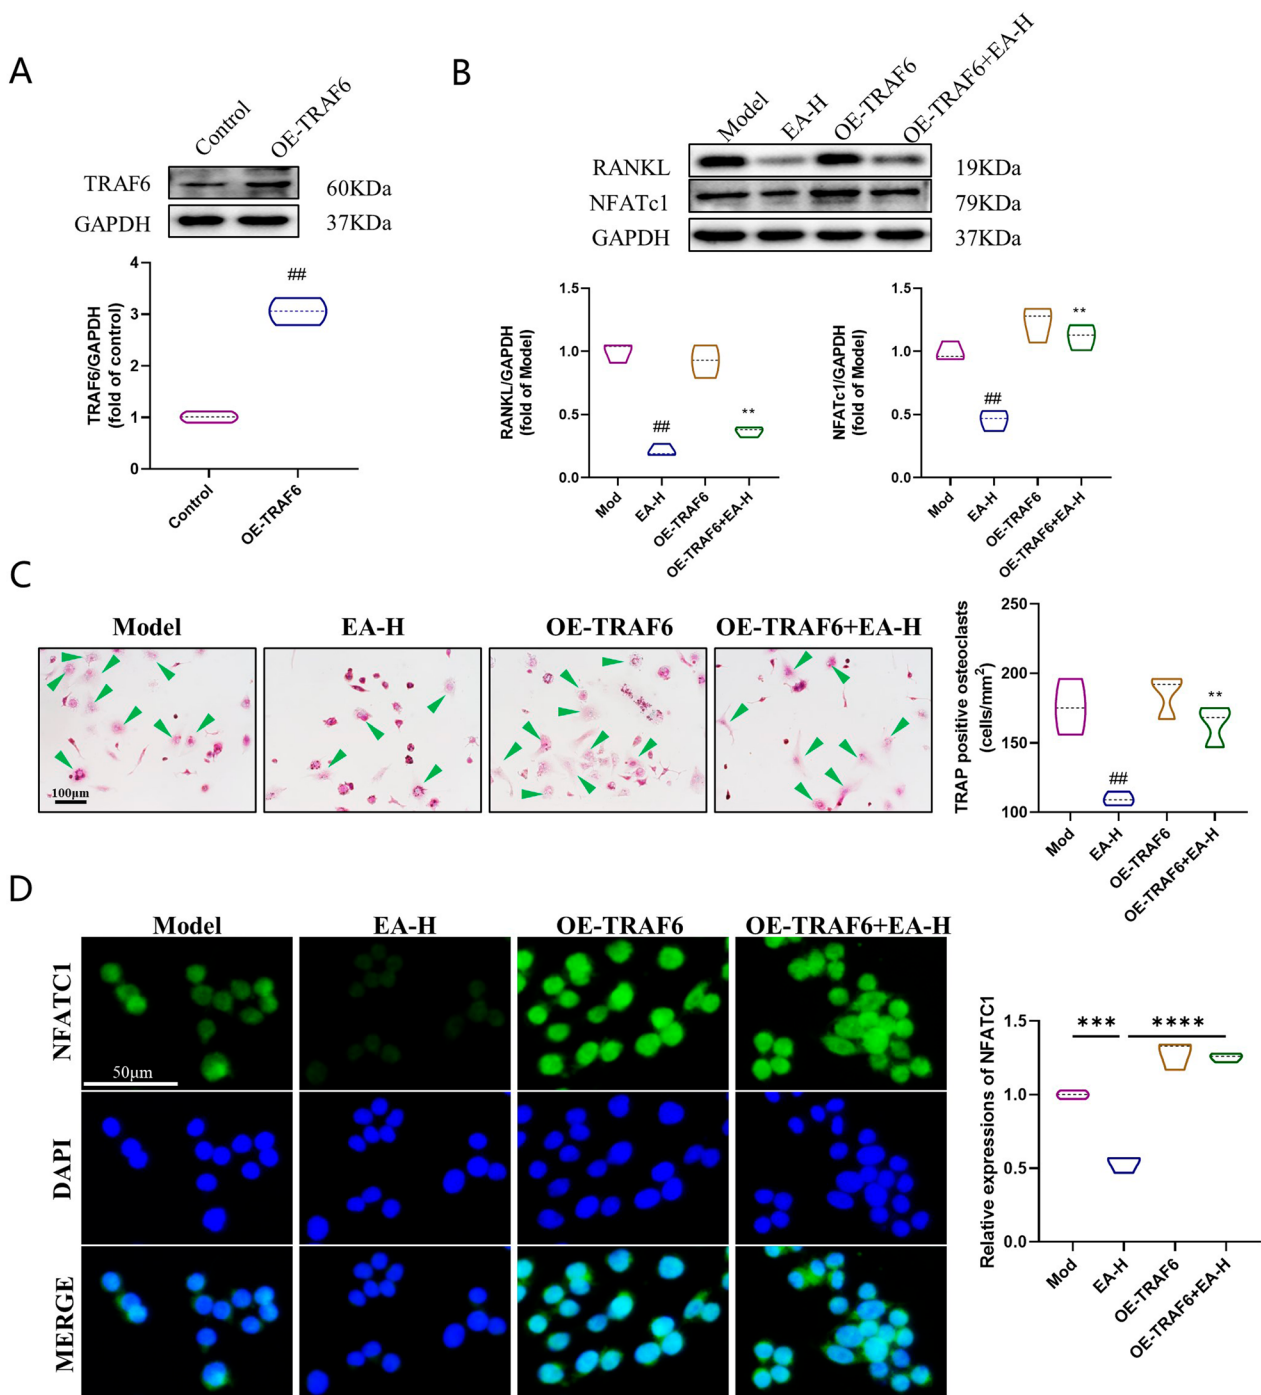 A
Control
OE-TRAF6
TRAF6
60KDa
GAPDH
37KDa
TRAF6/GAPDH
(fold of control)
4
3
2
1
0
##
Control
OE-TRAF6
B
Model
EA-H
OE-TRAF6
OE-TRAF6+EA-H
RANKL
19KDa
NFATc1
79KDa
GAPDH
37KDa
RANKL/GAPDH
(fold of Model)
1.5
1.0
0.5
0.0
##
**
Mod
EA-H
OE-TRAF6
OE-TRAF6+EA-H
NFATc1/GAPDH
(fold of Model)
1.5
1.0
0.5
0.0
##
**
Mod
EA-H
OE-TRAF6
OE-TRAF6+EA-H
C
Model
EA-H
OE-TRAF6
OE-TRAF6+EA-H
100μm
TRAP positive osteoclasts
(cells/mm²)
250
200
150
100
##
**
Mod
EA-H
OE-TRAF6
OE-TRAF6+EA-H
D
Model
EA-H
OE-TRAF6
OE-TRAF6+EA-H
NFATC1
50μm
DAPI
MERGE
Relative expressions of NFATC1
1.5
1.0
0.5
0.0
***
****
Mod
EA-H
OE-TRAF6
OE-TRAF6+EA-H